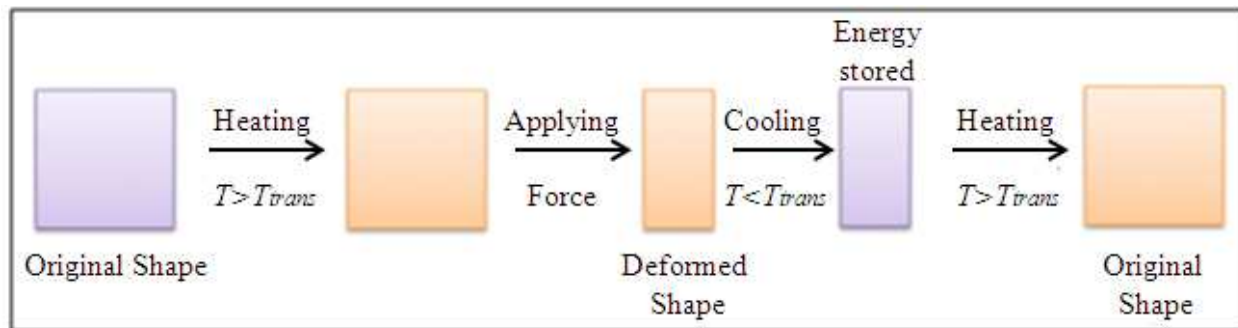 Energy
stored
Heating
Applying
Cooling
Heating
T>Ttrans
Force
T<Ttrans
T>Ttrans
Original Shape
Deformed
Shape
Original
Shape